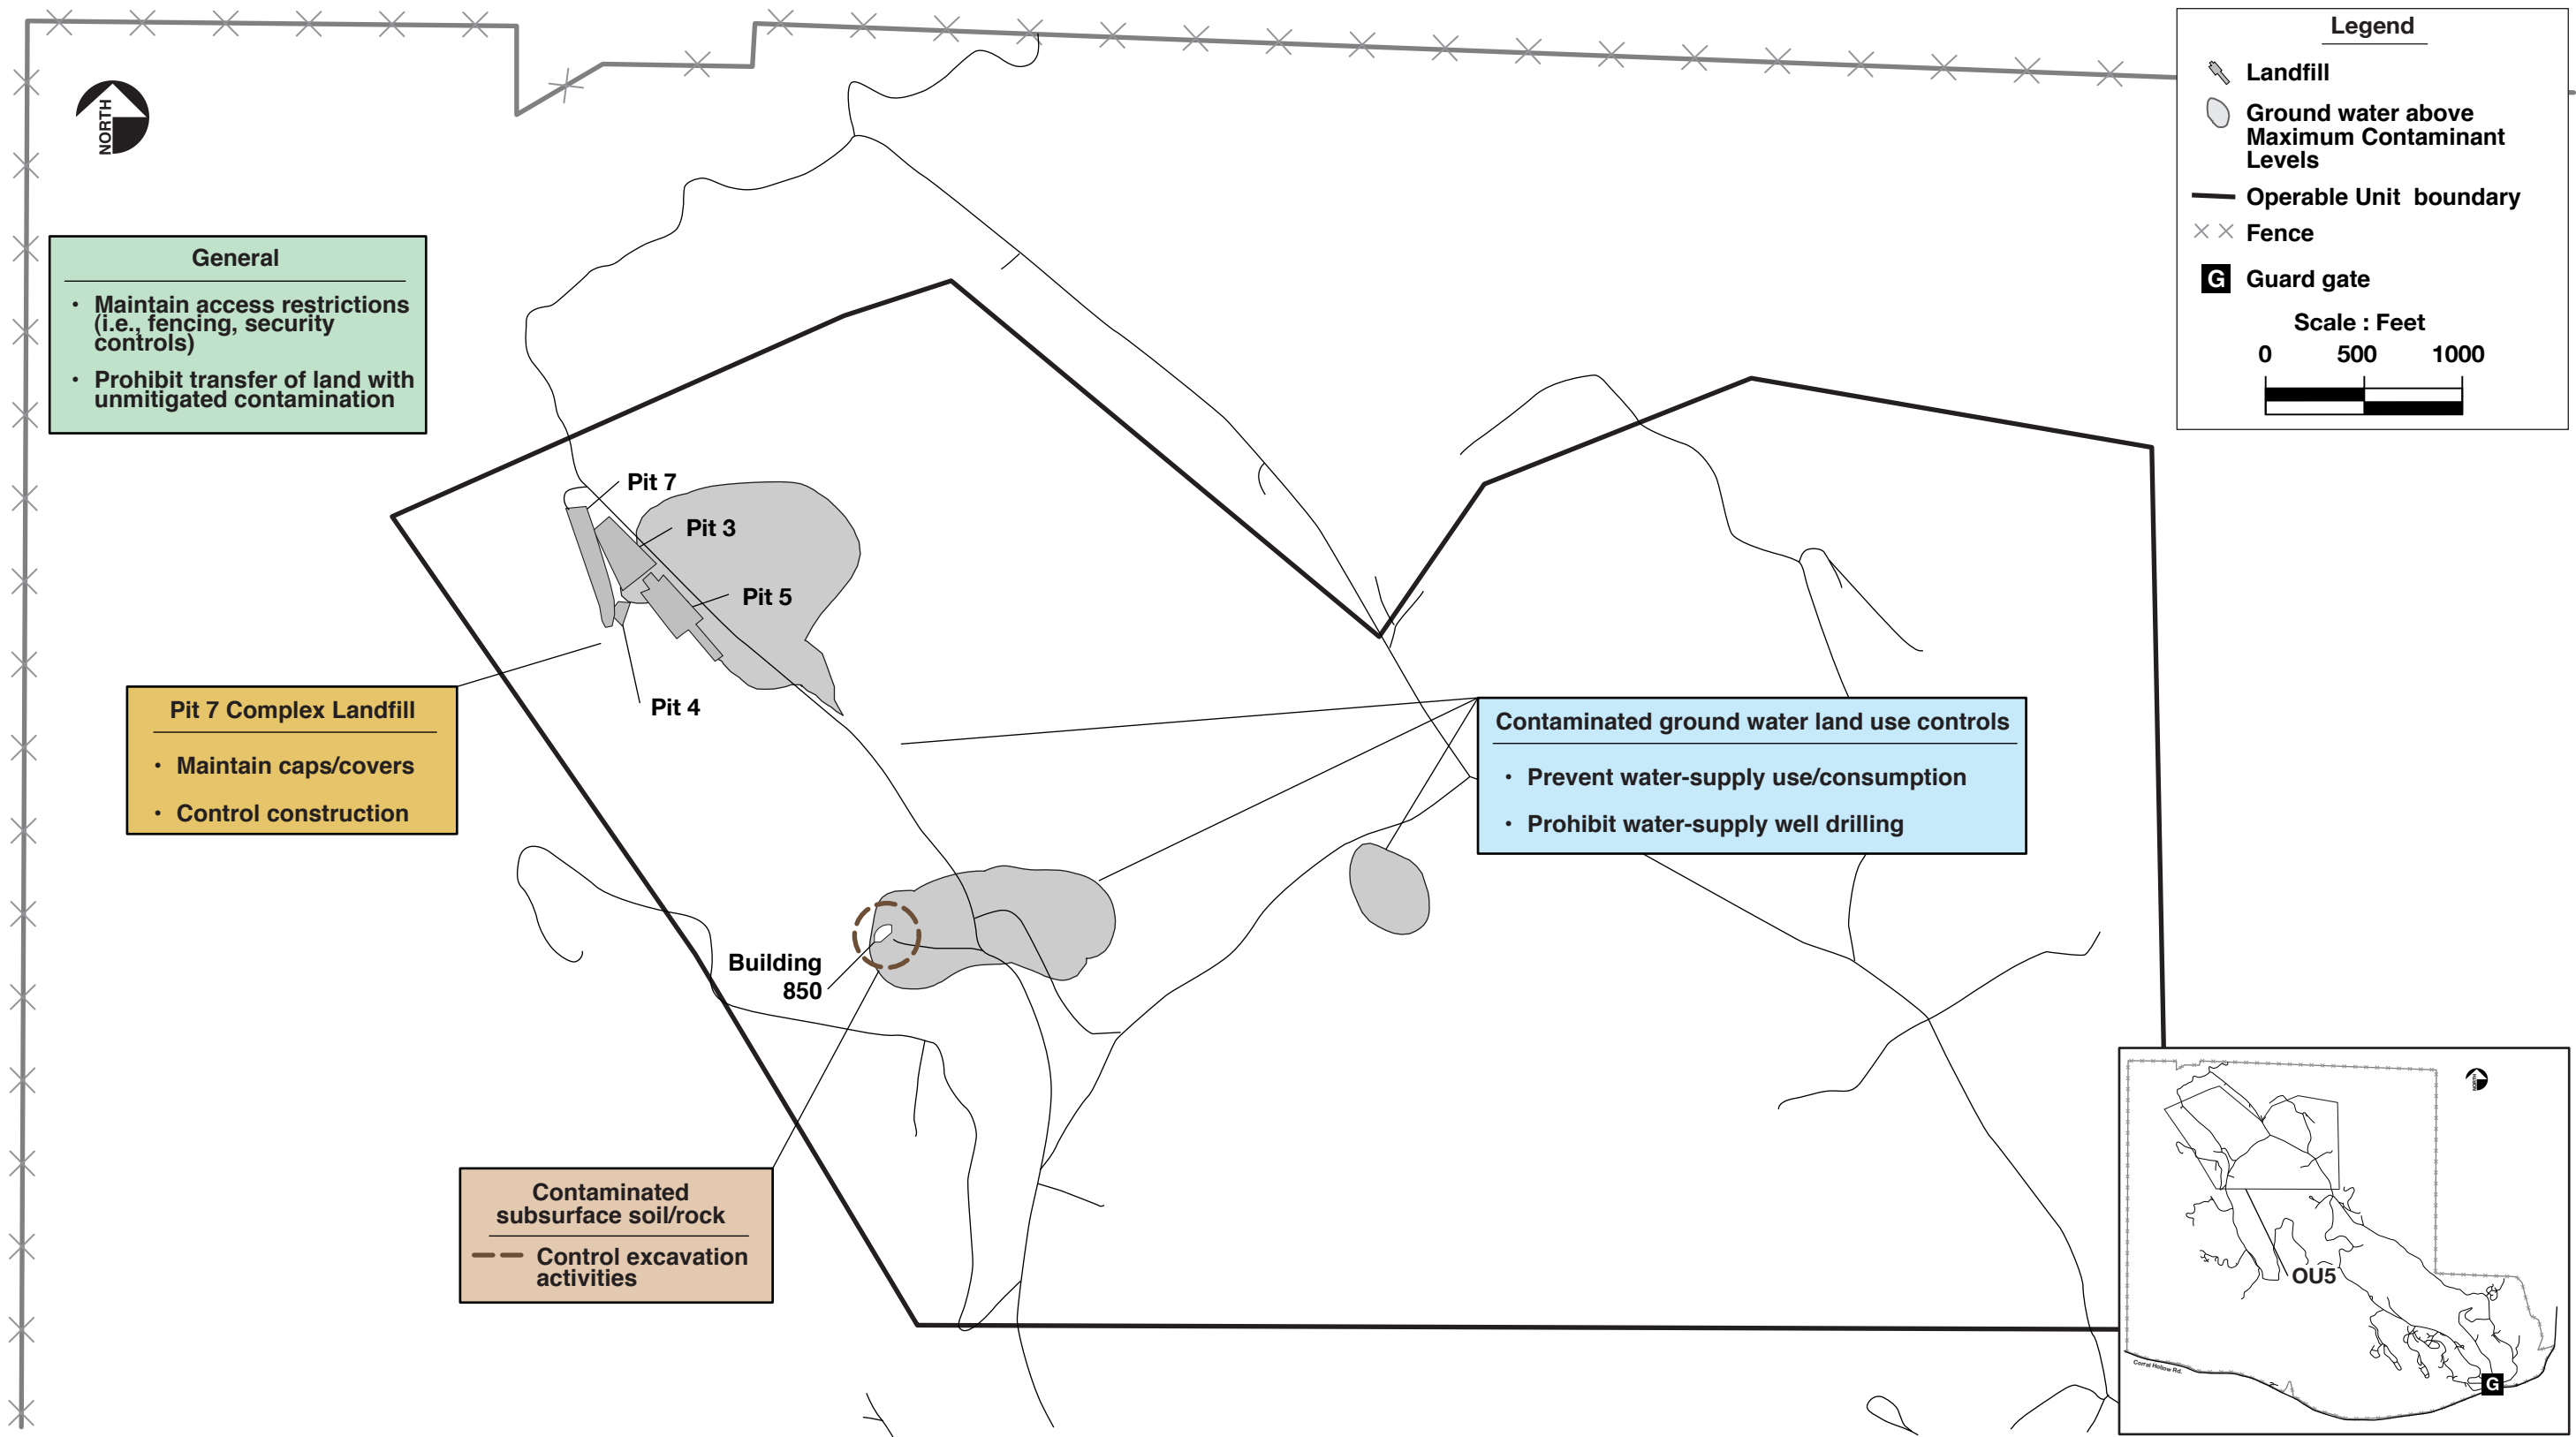 NORTH
General
• Maintain access restrictions
(i.e., fencing, security
controls)
• Prohibit transfer of land with
unmitigated contamination
Legend
Landfill
Ground water above
Maximum Contaminant
Levels
Operable Unit boundary
Fence
G Guard gate
Scale : Feet
0 500 1000
Pit 7
Pit 3
Pit 5
Pit 4
Pit 7 Complex Landfill
• Maintain caps/covers
• Control construction
Contaminated ground water land use controls
• Prevent water-supply use/consumption
• Prohibit water-supply well drilling
Building
850
Contaminated
subsurface soil/rock
Control excavation
activities
NORTH
OU5
Corral Hollow Rd.
G